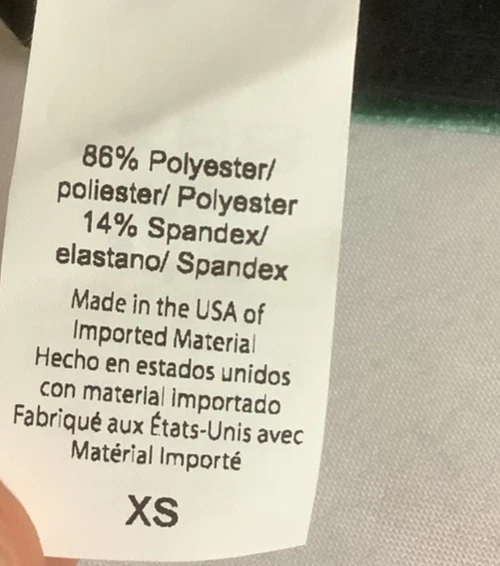 86% Polyester/
poliester/ Polyester
14% Spandex/
elastano/ Spandex
Made in the USA of
Imported Material
Hecho en estados unidos
con material importado
Fabriqué aux États-Unis avec
Matérial Importé
XS